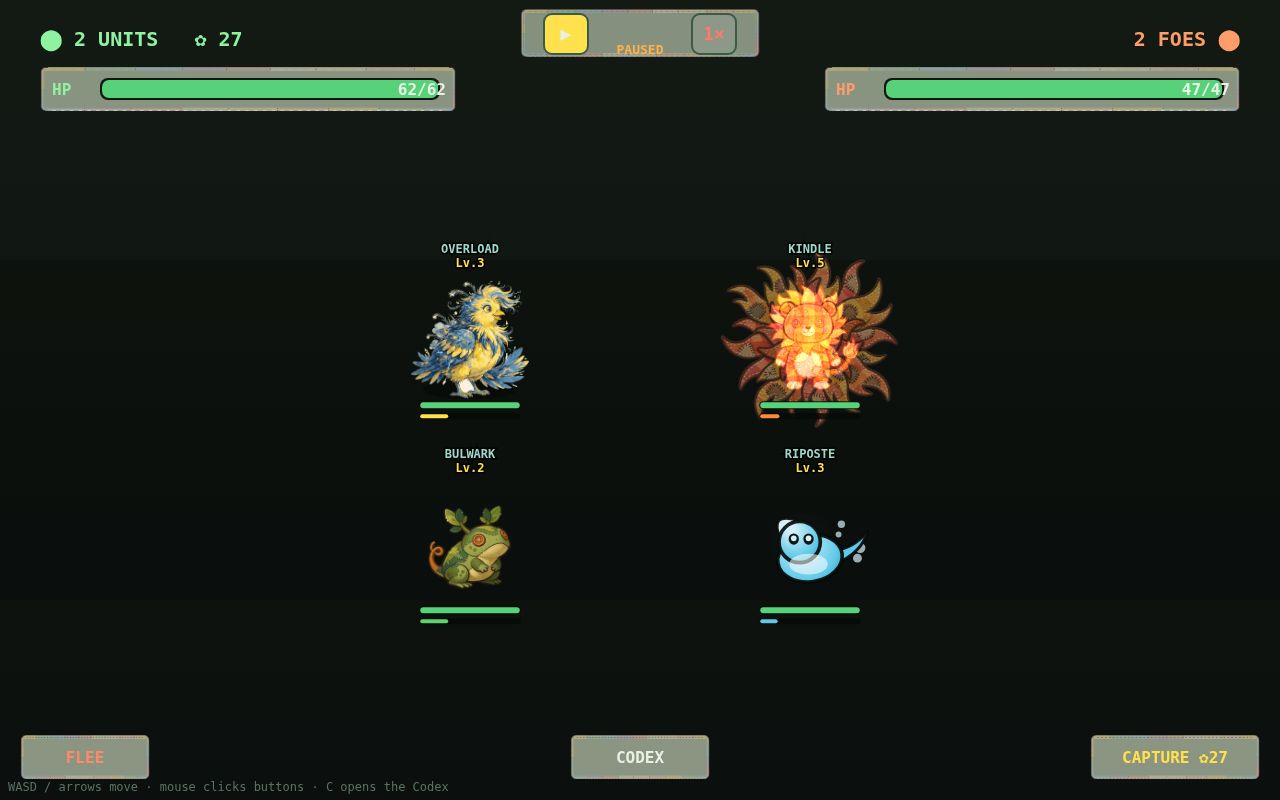 2 UNITS ✿ 27
▶ 1×
PAUSED
2 FOES
HP 62/62
HP 47/47
OVERLOAD
Lv.3
KINDLE
Lv.5
BULWARK
Lv.2
RIPOSTE
Lv.3
FLEE
CODEX
CAPTURE ✿27
WASD / arrows move · mouse clicks buttons · C opens the Codex